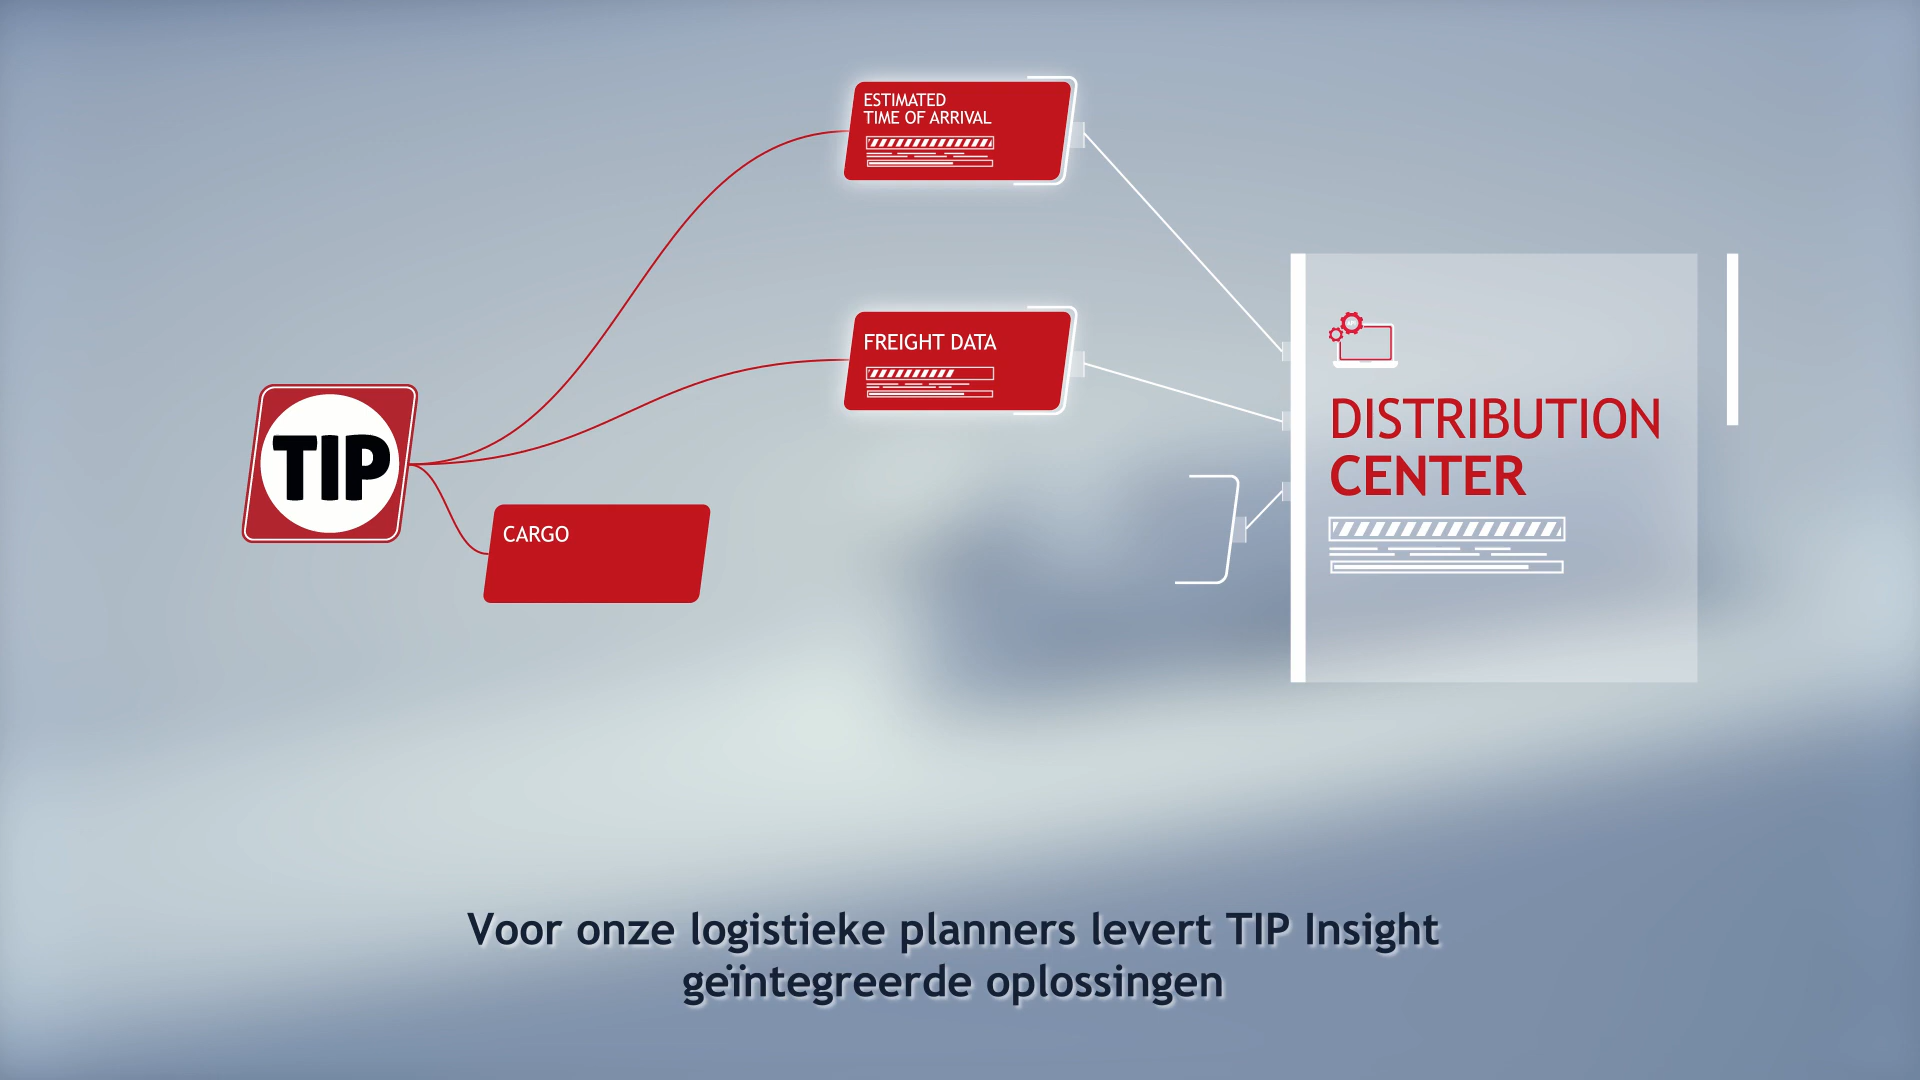 ESTIMATED
TIME OF ARRIVAL
FREIGHT DATA
TIP
CARGO
DISTRIBUTION
CENTER
Voor onze logistieke planners levert TIP Insight
geïntegreerde oplossingen